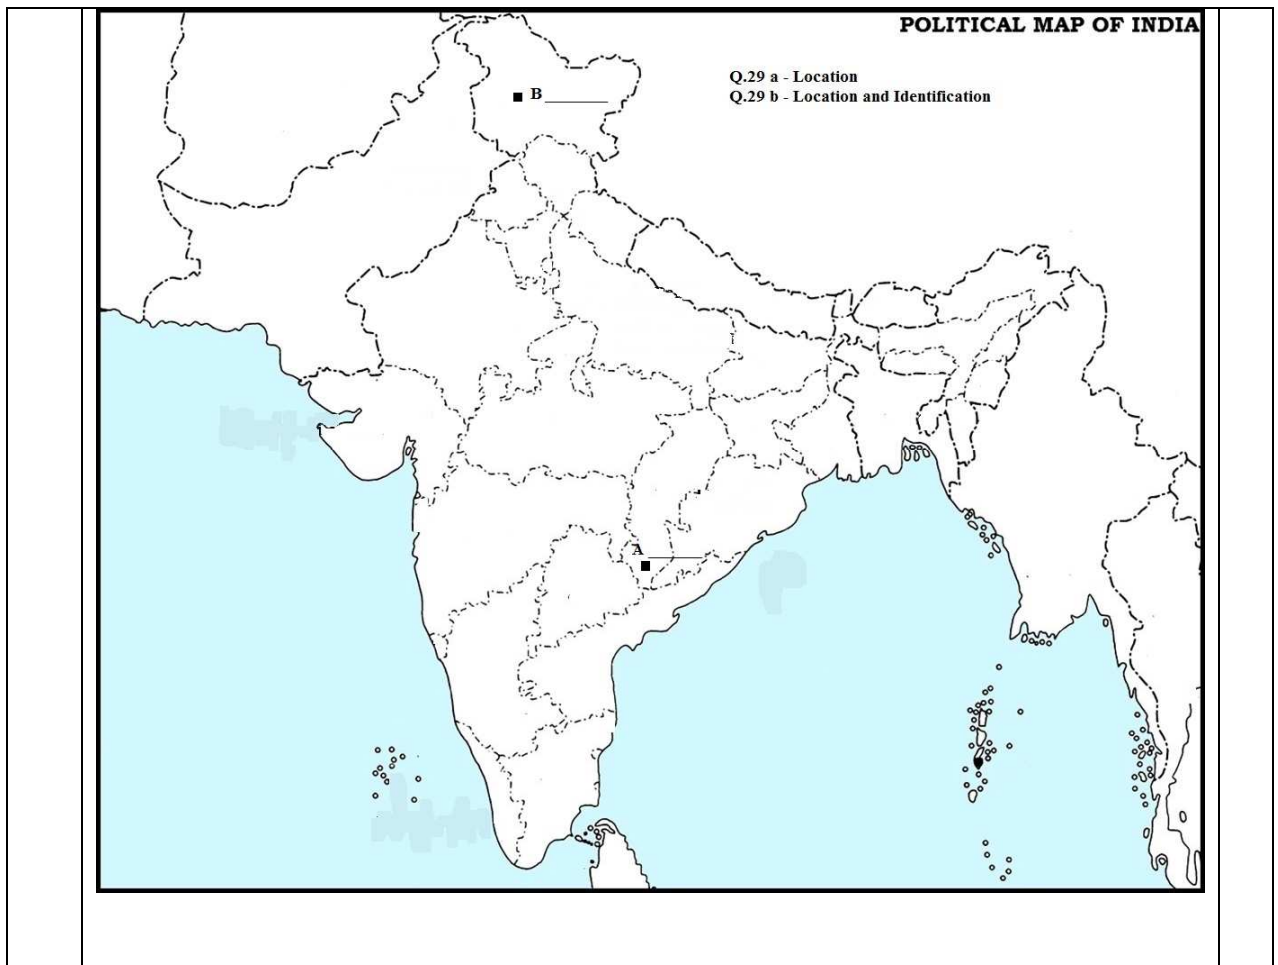 POLITICAL MAP OF INDIA
Q.29 a - Location
Q.29 b - Location and Identification
B
A